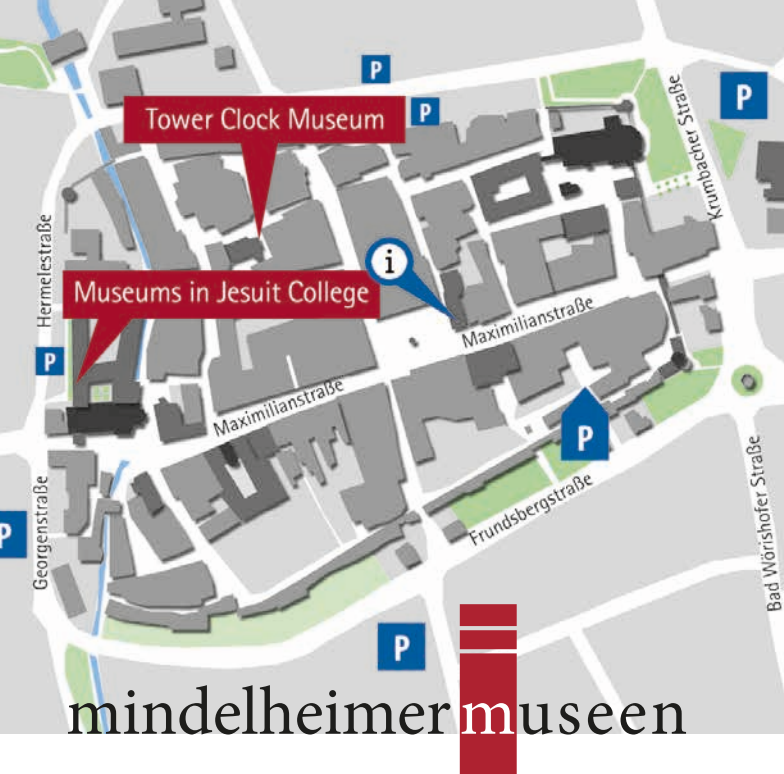 P
P
P
Tower Clock Museum
Krumbacher Straße
Hermelestraße
i
Museums in Jesuit College
Maximilianstraße
P
Maximilianstraße
P
Georgenstraße
P
Frundsbergstraße
Bad Wörishofer Straße
P
mindelheimer museen